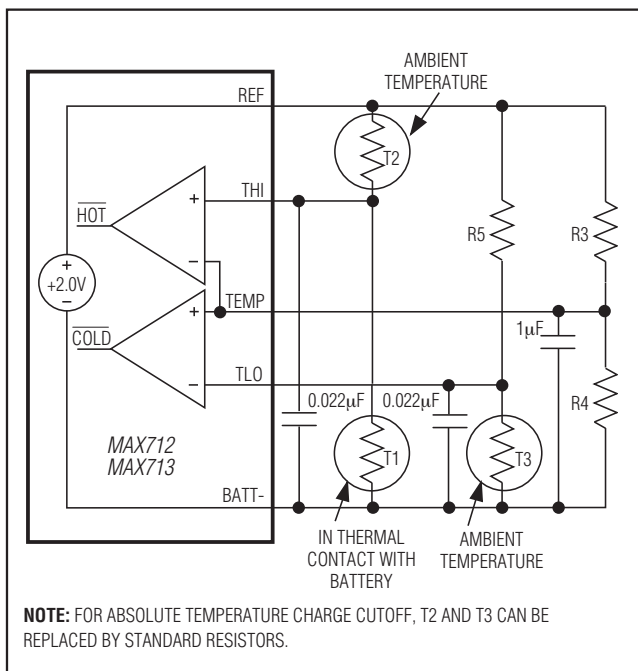 AMBIENT
TEMPERATURE
REF
T2
THI
HOT
R5
R3
+2.0V
TEMP
COLD
1µF
TLO
0.022µF
0.022µF
R4
MAX712
MAX713
T1
T3
BATT-
IN THERMAL
CONTACT WITH
BATTERY
AMBIENT
TEMPERATURE
NOTE: FOR ABSOLUTE TEMPERATURE CHARGE CUTOFF, T2 AND T3 CAN BE
REPLACED BY STANDARD RESISTORS.